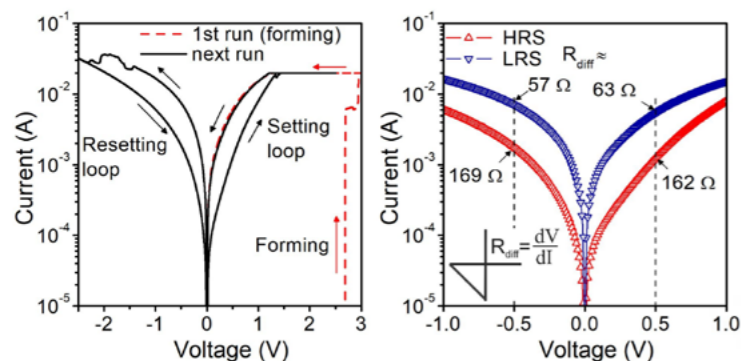 1st run (forming)
next run
Resetting
loop
Setting
loop
Forming
Current (A)
10⁻¹
10⁻²
10⁻³
10⁻⁴
10⁻⁵
-2 -1 0 1 2 3
Voltage (V)
HRS
LRS
R_diff≈
57 Ω
63 Ω
169 Ω
162 Ω
R_diff=dV/dI
Current (A)
10⁻¹
10⁻²
10⁻³
10⁻⁴
10⁻⁵
-1.0 -0.5 0.0 0.5 1.0
Voltage (V)